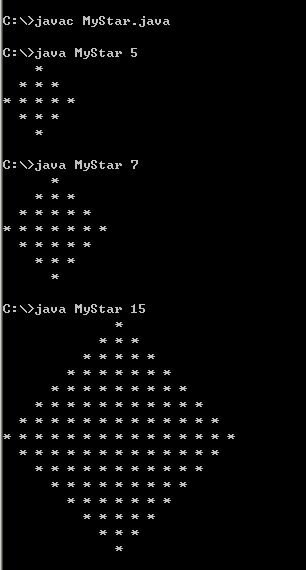 C:\>javac MyStar.java
C:\>java MyStar 5
    *
  * * *
* * * * *
  * * *
    *
C:\>java MyStar 7
      *
    * * *
  * * * * *
* * * * * * *
  * * * * *
    * * *
      *
C:\>java MyStar 15
              *
            * * *
          * * * * *
        * * * * * * *
      * * * * * * * * *
    * * * * * * * * * * *
  * * * * * * * * * * * * *
* * * * * * * * * * * * * * *
  * * * * * * * * * * * * *
    * * * * * * * * * * *
      * * * * * * * * *
        * * * * * * *
          * * * * *
            * * *
              *